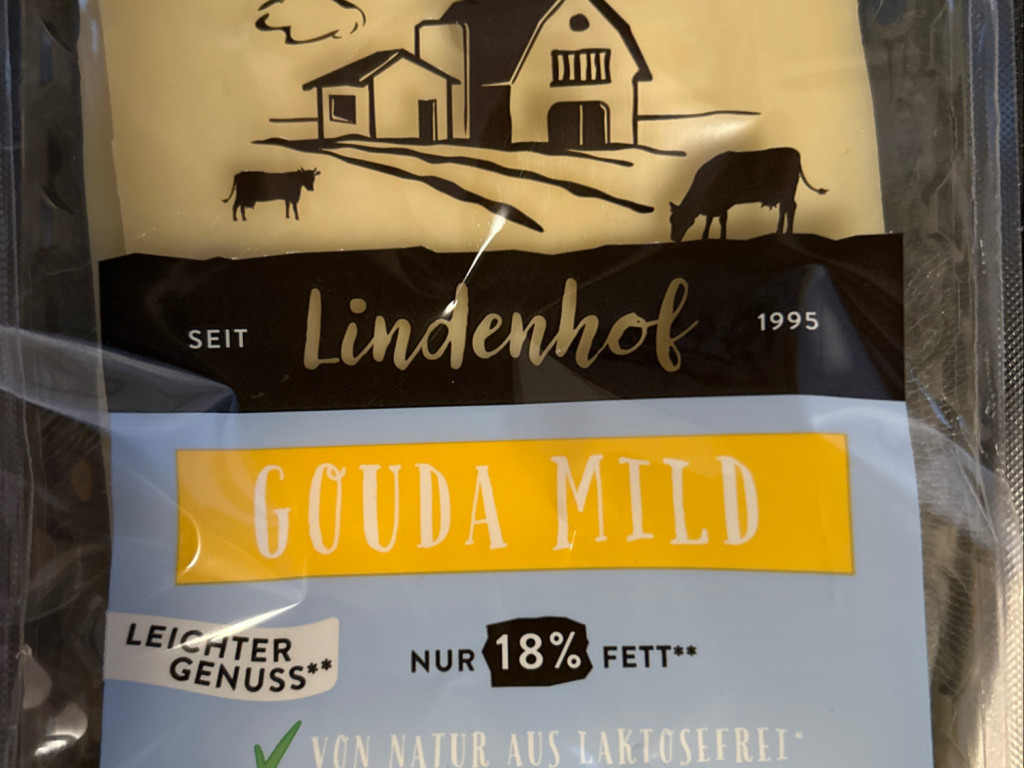 SEIT Lindenhof 1995
GOUDA MILD
LEICHTER
GENUSS**
NUR 18% FETT**
VON NATUR AUS LAKTOSEFREI*